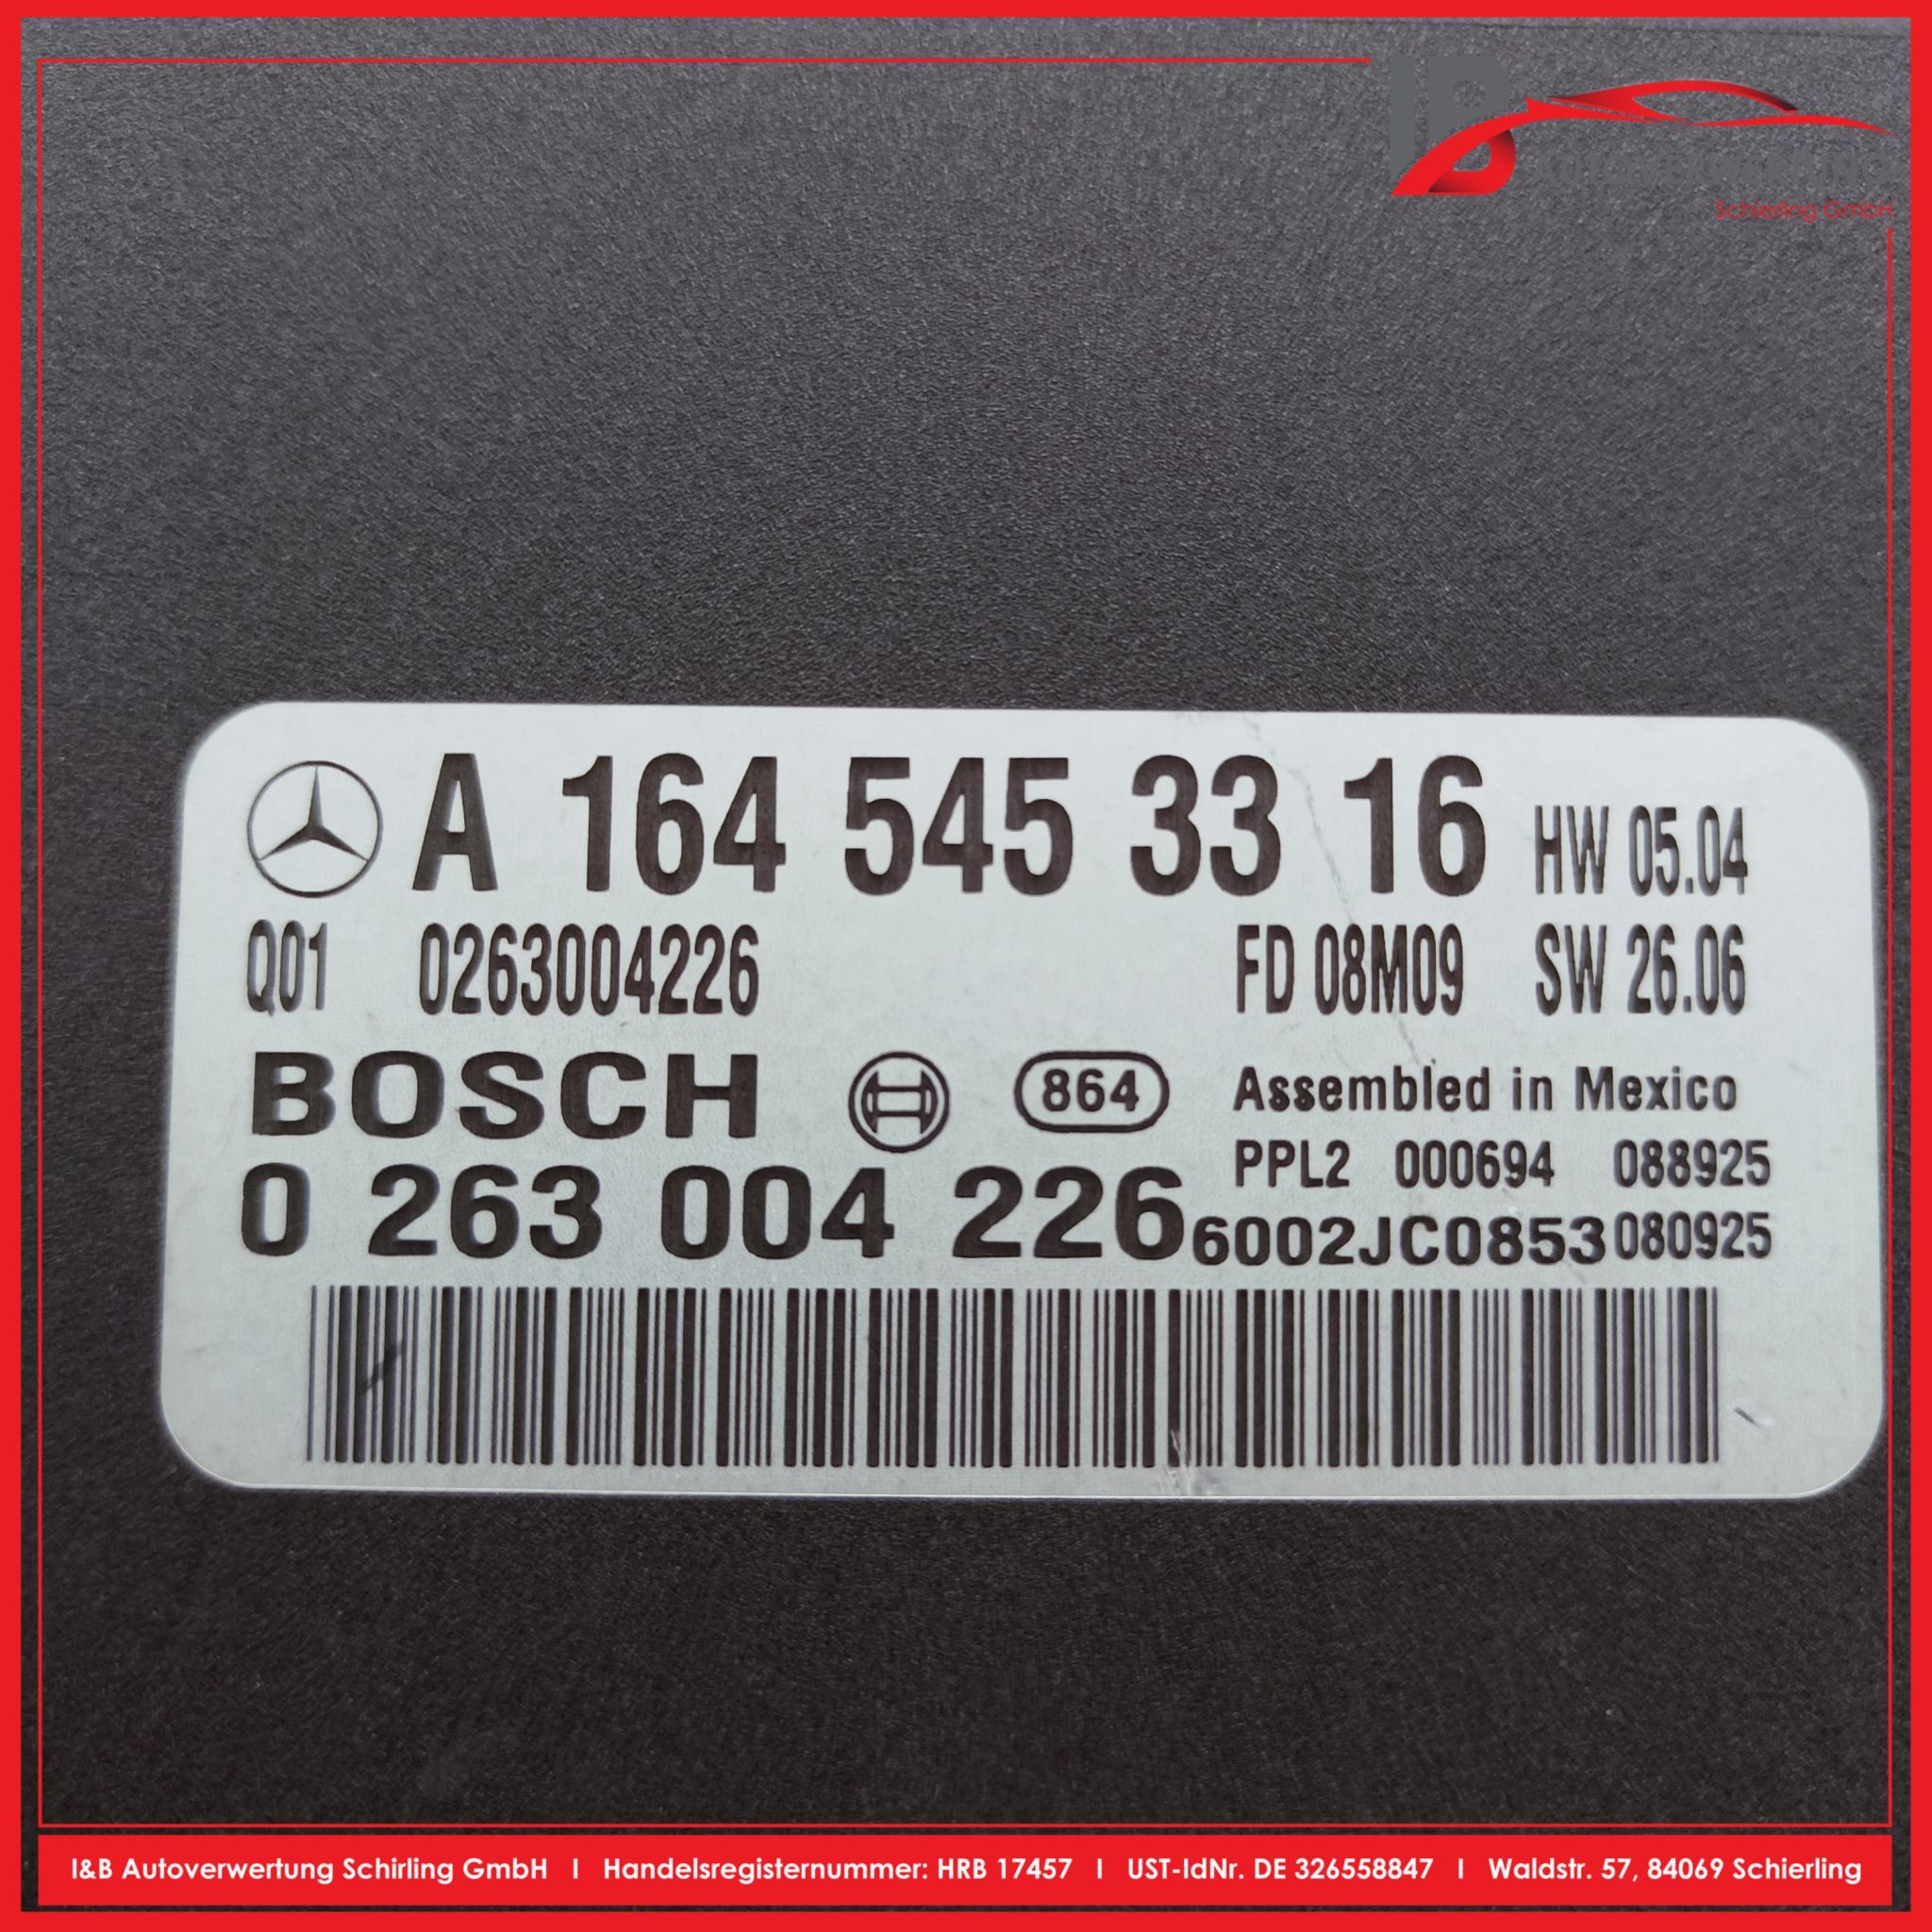 IB
AUTOVERWERTUNG
Schierling GmbH
A 164 545 33 16 HW 05.04
Q01 0263004226 FD 08M09 SW 26.06
BOSCH 864 Assembled in Mexico
PPL2 000694 088925
0 263 004 226 6002JC0853 080925
I&B Autoverwertung Schirling GmbH I Handelsregisternummer: HRB 17457 I UST-IdNr. DE 326558847 I Waldstr. 57, 84069 Schierling